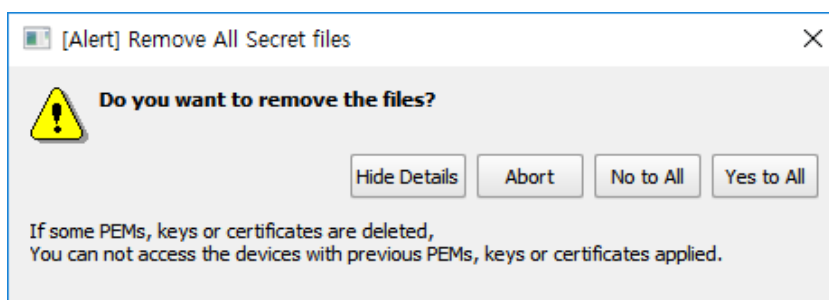 [Alert] Remove All Secret files
Do you want to remove the files?
Hide Details Abort No to All Yes to All
If some PEMs, keys or certificates are deleted,
You can not access the devices with previous PEMs, keys or certificates applied.